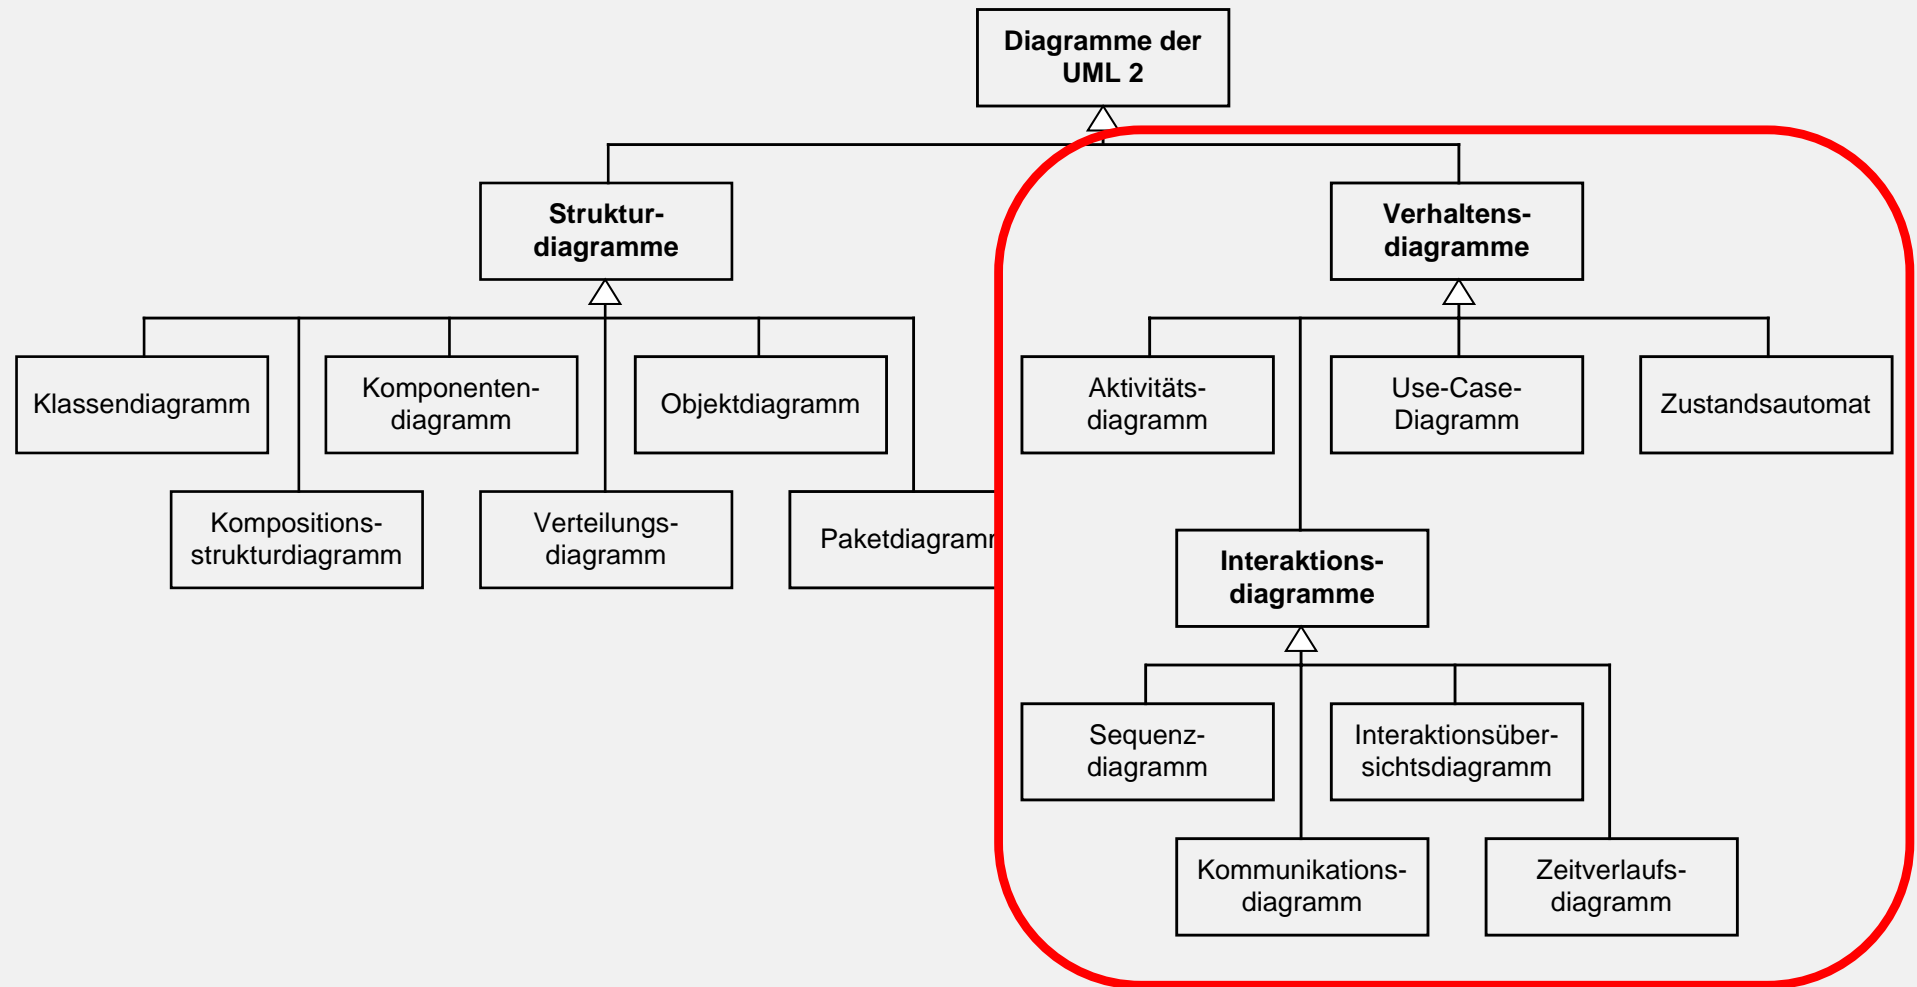 Diagramme der
UML 2
Struktur-
diagramme
Verhaltens-
diagramme
Klassendiagramm
Komponenten-
diagramm
Objektdiagramm
Aktivitäts-
diagramm
Use-Case-
Diagramm
Zustandsautomat
Kompositions-
strukturdiagramm
Verteilungs-
diagramm
Paketdiagramm
Interaktions-
diagramme
Sequenz-
diagramm
Interaktionsüber-
sichtsdiagramm
Kommunikations-
diagramm
Zeitverlaufs-
diagramm